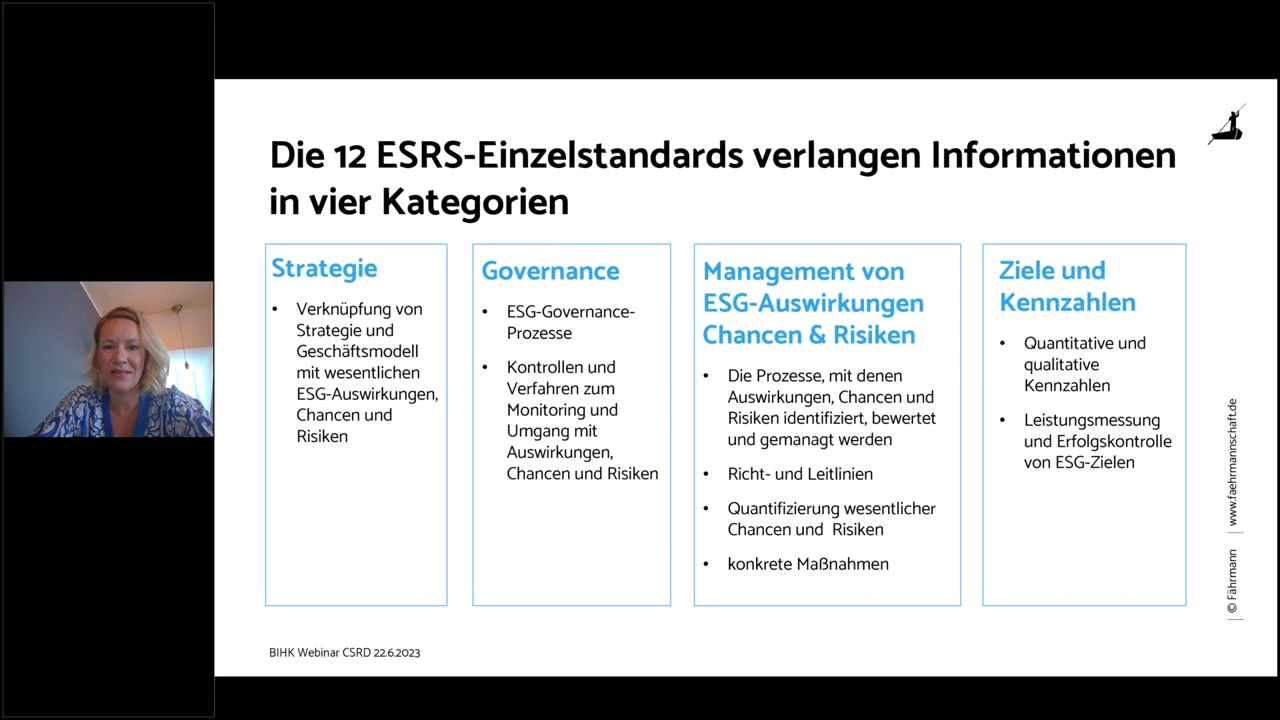 Die 12 ESRS-Einzelstandards verlangen Informationen
in vier Kategorien
Strategie
• Verknüpfung von
Strategie und
Geschäftsmodell
mit wesentlichen
ESG-Auswirkungen,
Chancen und
Risiken
Governance
• ESG-Governance-
Prozesse
• Kontrollen und
Verfahren zum
Monitoring und
Umgang mit
Auswirkungen,
Chancen und Risiken
Management von
ESG-Auswirkungen
Chancen & Risiken
• Die Prozesse, mit denen
Auswirkungen, Chancen und
Risiken identifiziert, bewertet
und gemanagt werden
• Richt- und Leitlinien
• Quantifizierung wesentlicher
Chancen und Risiken
• konkrete Maßnahmen
Ziele und
Kennzahlen
• Quantitative und
qualitative
Kennzahlen
• Leistungsmessung
und Erfolgskontrolle
von ESG-Zielen
| © Fährmann | www.faehrmannschaft.de
BIHK Webinar CSRD 22.6.2023